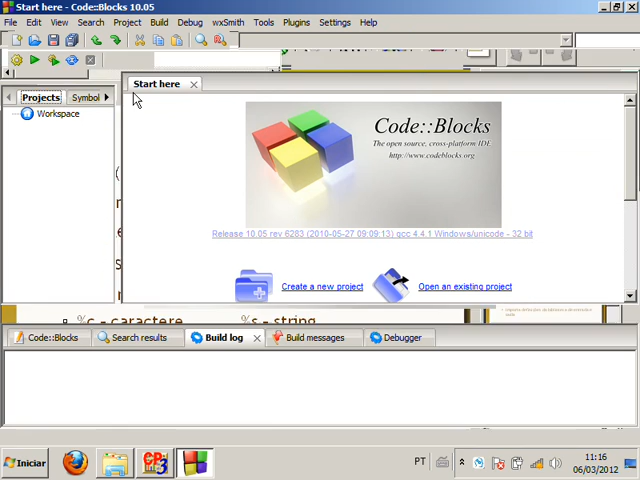 Start here - Code::Blocks 10.05
File Edit View Search Project Build Debug wxSmith Tools Plugins Settings Help
Start here
Projects Symbol
Workspace
Code::Blocks
The open source, cross-platform IDE
http://www.codeblocks.org
Release 10.05 rev 6283 (2010-05-27 09:09:13) gcc 4.4.1 Windows/unicode - 32 bit
Create a new project Open an existing project
%c - caractere %s - string
Code::Blocks Search results Build log Build messages Debugger
Iniciar PT 11:16
06/03/2012